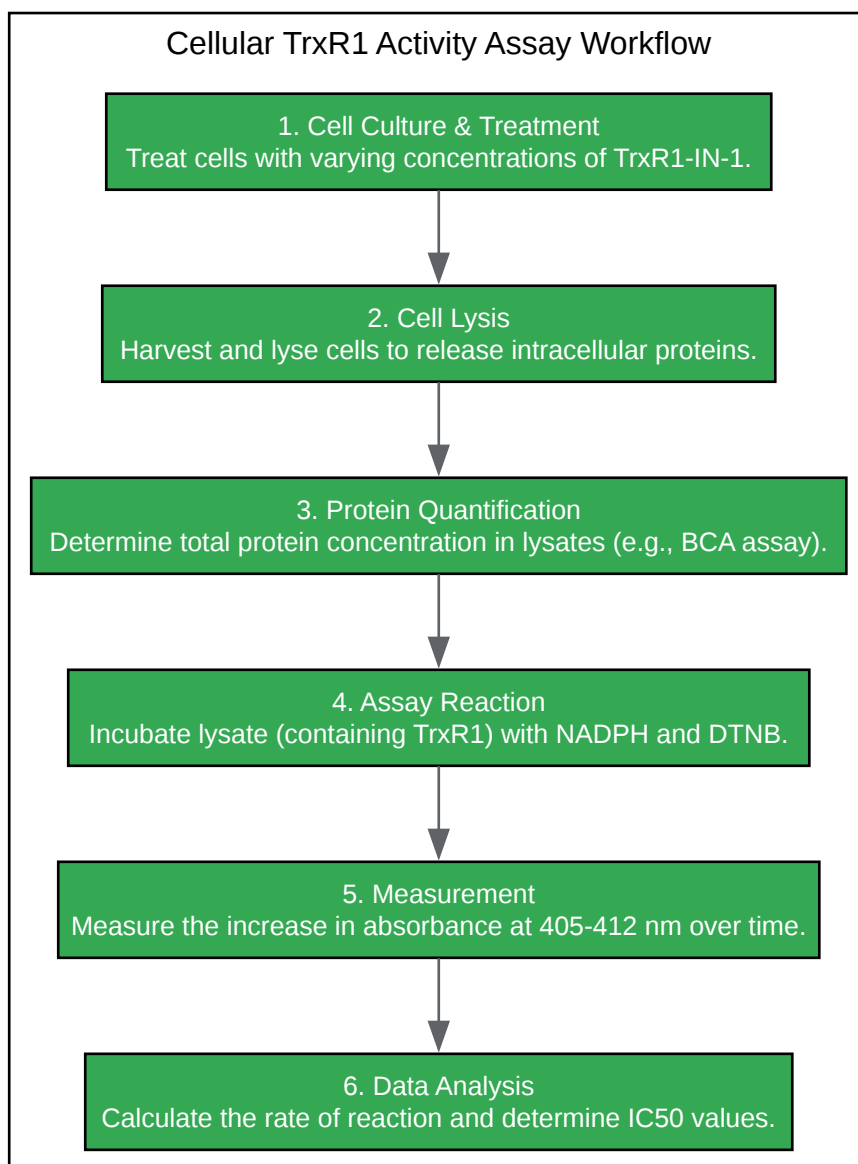 Cellular TrxR1 Activity Assay Workflow
1. Cell Culture & Treatment
Treat cells with varying concentrations of TrxR1-IN-1.
2. Cell Lysis
Harvest and lyse cells to release intracellular proteins.
3. Protein Quantification
Determine total protein concentration in lysates (e.g., BCA assay).
4. Assay Reaction
Incubate lysate (containing TrxR1) with NADPH and DTNB.
5. Measurement
Measure the increase in absorbance at 405-412 nm over time.
6. Data Analysis
Calculate the rate of reaction and determine IC50 values.